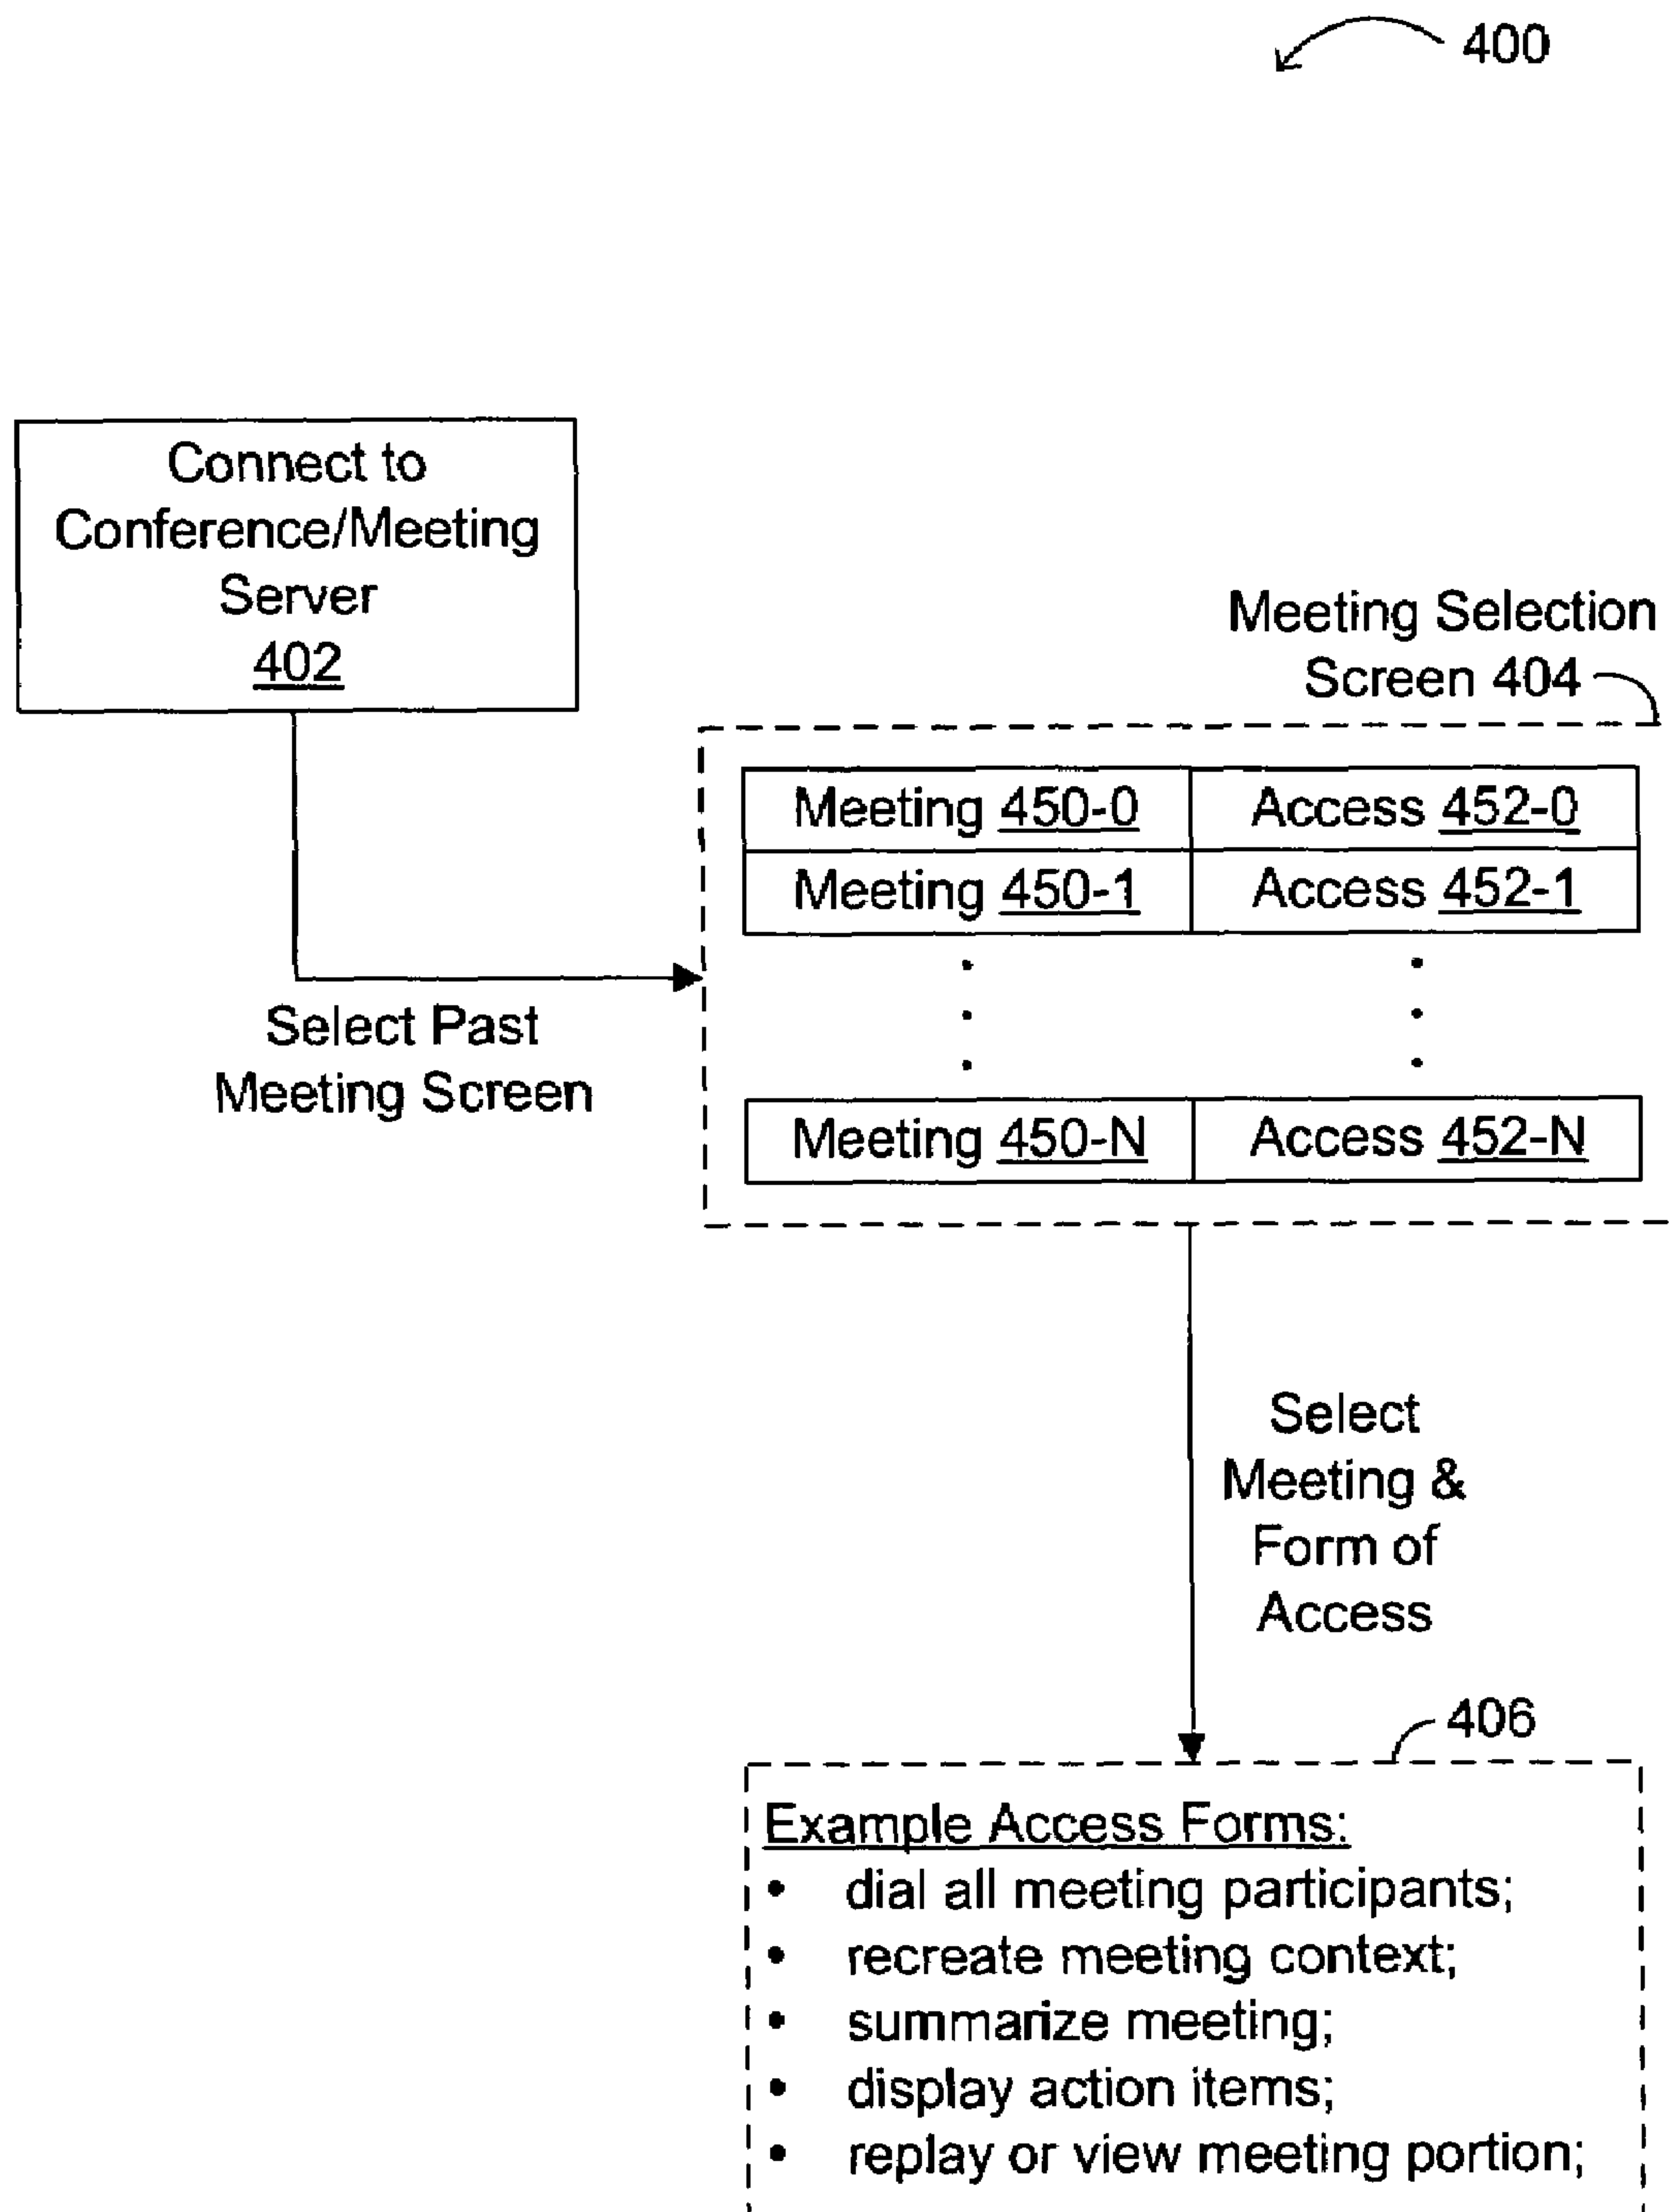 400
Connect to
Conference/Meeting
Server
402
Meeting Selection
Screen 404
Meeting 450-0 Access 452-0
Meeting 450-1 Access 452-1
Meeting 450-N Access 452-N
Select Past
Meeting Screen
Select
Meeting &
Form of
Access
406
Example Access Forms:
• dial all meeting participants;
• recreate meeting context;
• summarize meeting;
• display action items;
• replay or view meeting portion;